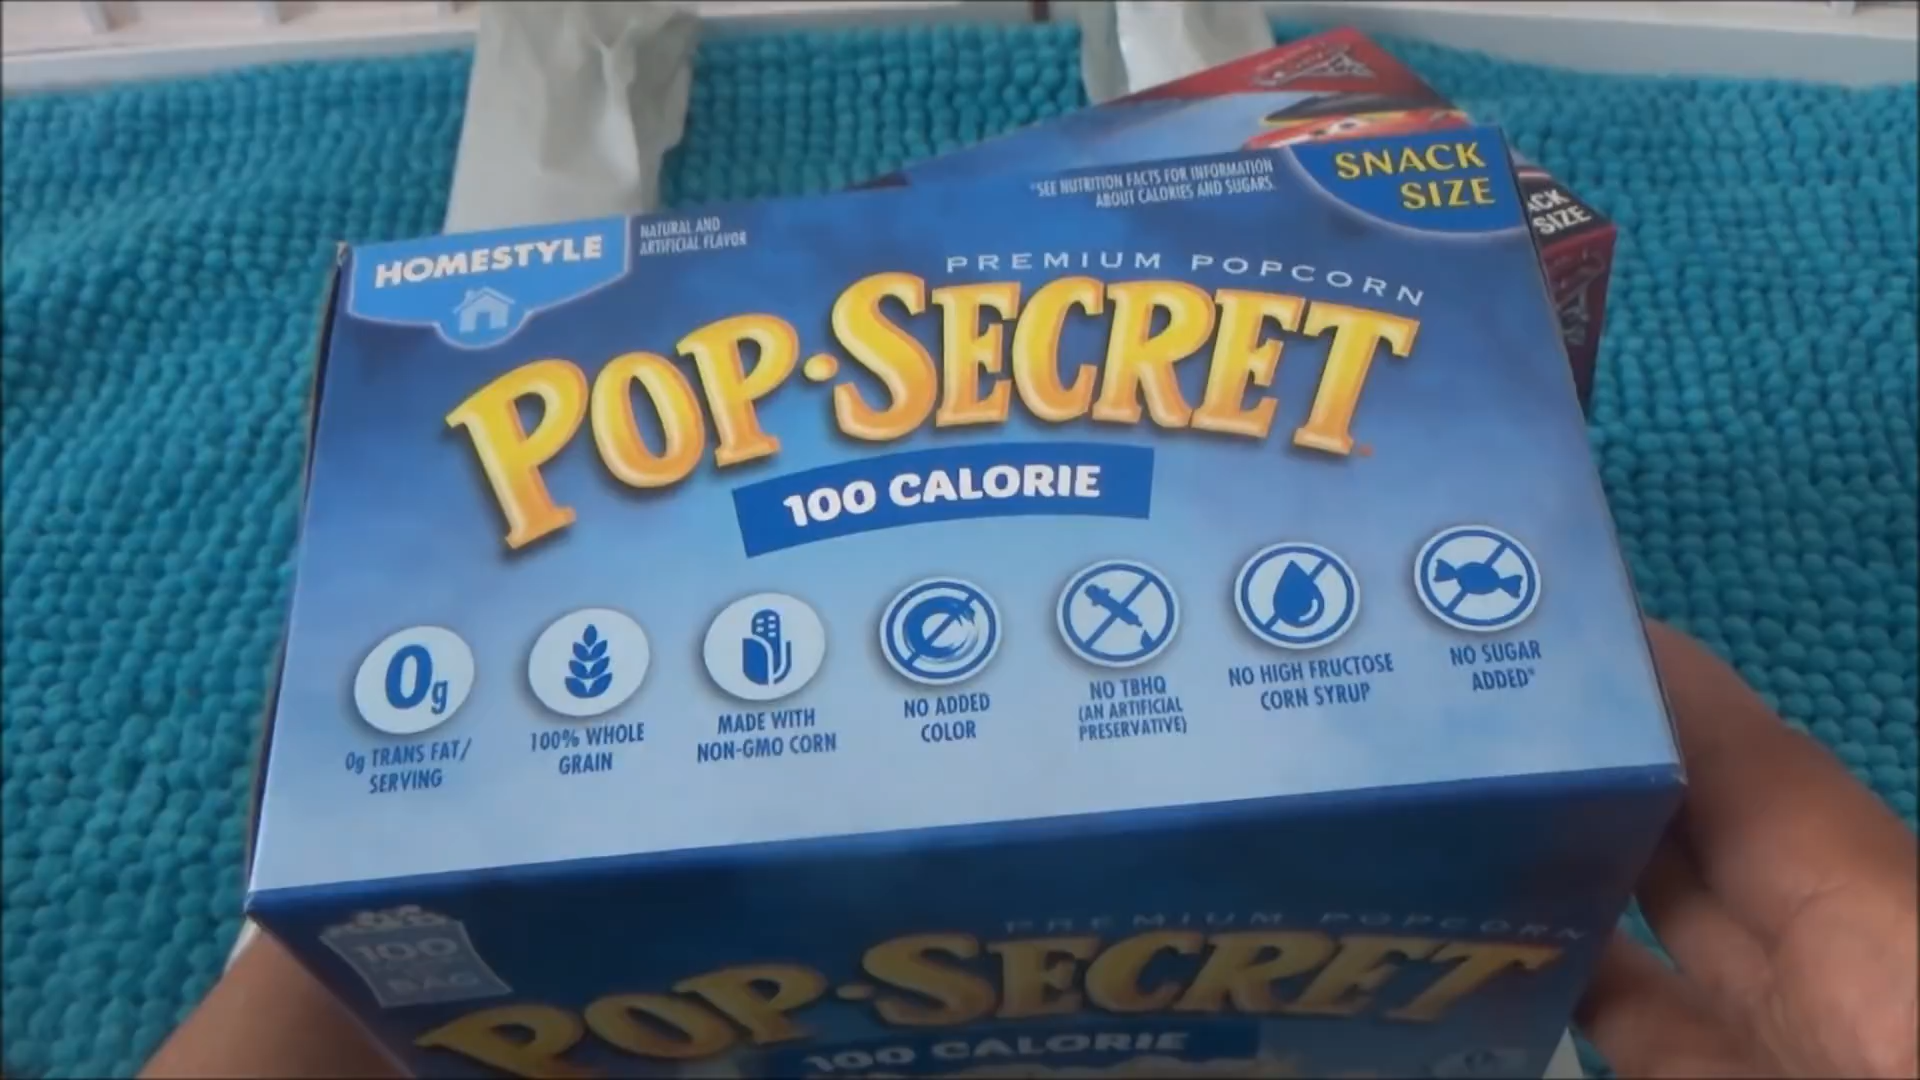 SNACK
SIZE
*SEE NUTRITION FACTS FOR INFORMATION
ABOUT CALORIES AND SUGARS.
HOMESTYLE
NATURAL AND
ARTIFICIAL FLAVOR
PREMIUM POPCORN
POP·SECRET
100 CALORIE
0g
0g TRANS FAT/
SERVING
100% WHOLE
GRAIN
MADE WITH
NON-GMO CORN
NO ADDED
COLOR
NO TBHQ
(AN ARTIFICIAL
PRESERVATIVE)
NO HIGH FRUCTOSE
CORN SYRUP
NO SUGAR
ADDED*
SIZE
100
BAG
PREMIUM POPCORN
POP·SECRET
100 CALORIE